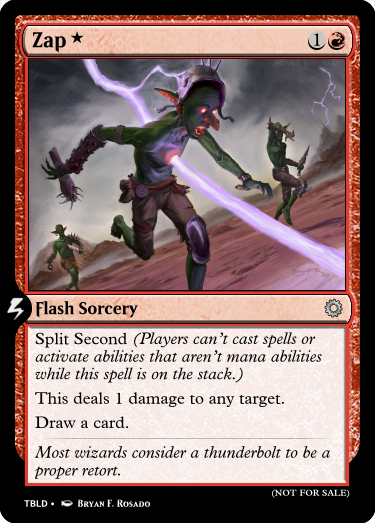 Zap ★ 1
Flash Sorcery
Split Second (Players can't cast spells or
activate abilities that aren't mana abilities
while this spell is on the stack.)
This deals 1 damage to any target.
Draw a card.
Most wizards consider a thunderbolt to be a
proper retort.
(NOT FOR SALE)
TBLD • Bryan F. Rosado